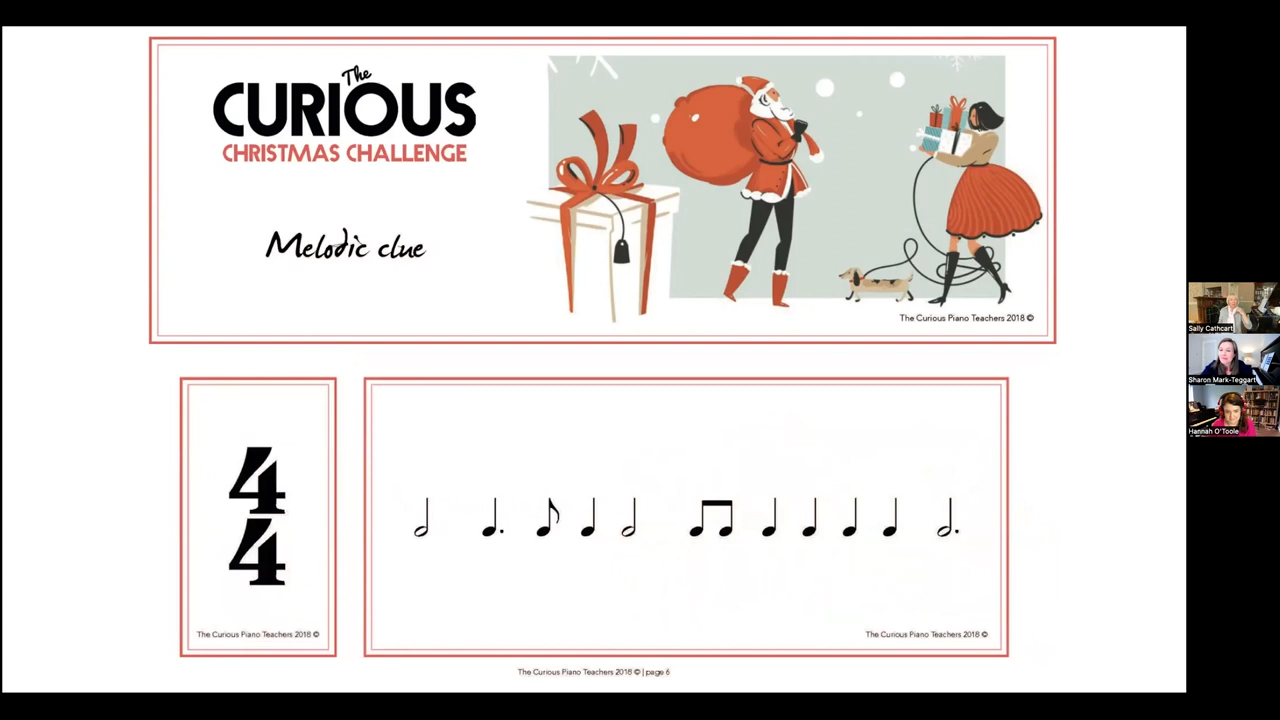 The
CURIOUS
CHRISTMAS CHALLENGE
Melodic clue
The Curious Piano Teachers 2018 ©
4
4
The Curious Piano Teachers 2018 ©
The Curious Piano Teachers 2018 ©
The Curious Piano Teachers 2018 © | page 6
Sally Cathcart
Sharon Mark-Teggart
Hannah O'Toole